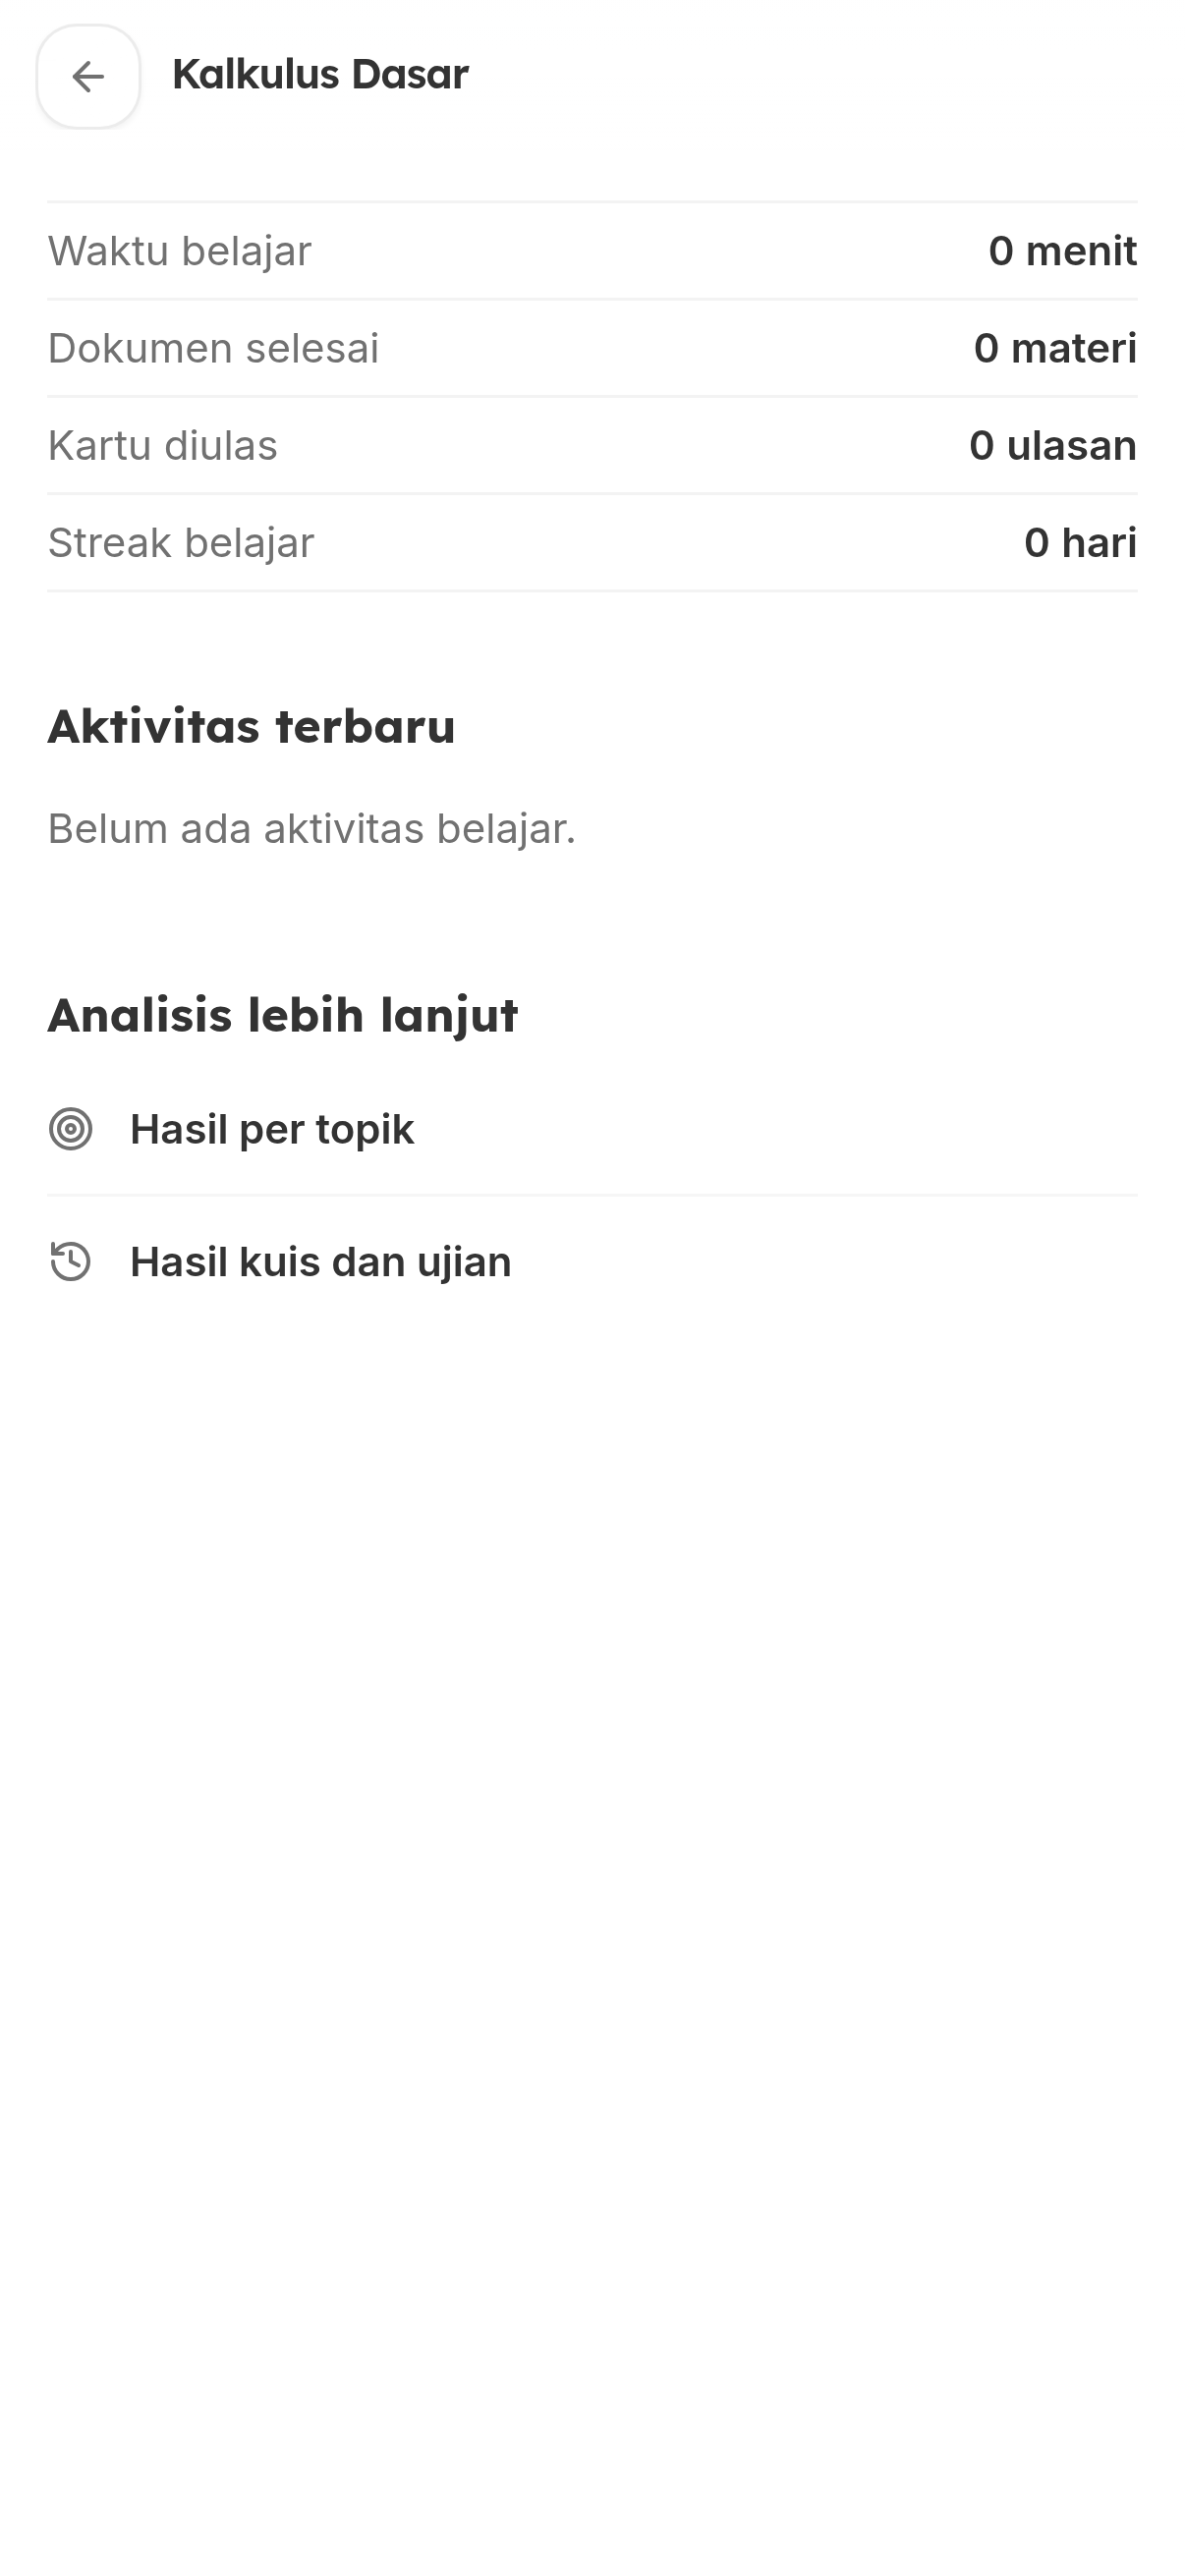 Kalkulus Dasar
Waktu belajar 0 menit
Dokumen selesai 0 materi
Kartu diulas 0 ulasan
Streak belajar 0 hari
Aktivitas terbaru
Belum ada aktivitas belajar.
Analisis lebih lanjut
Hasil per topik
Hasil kuis dan ujian